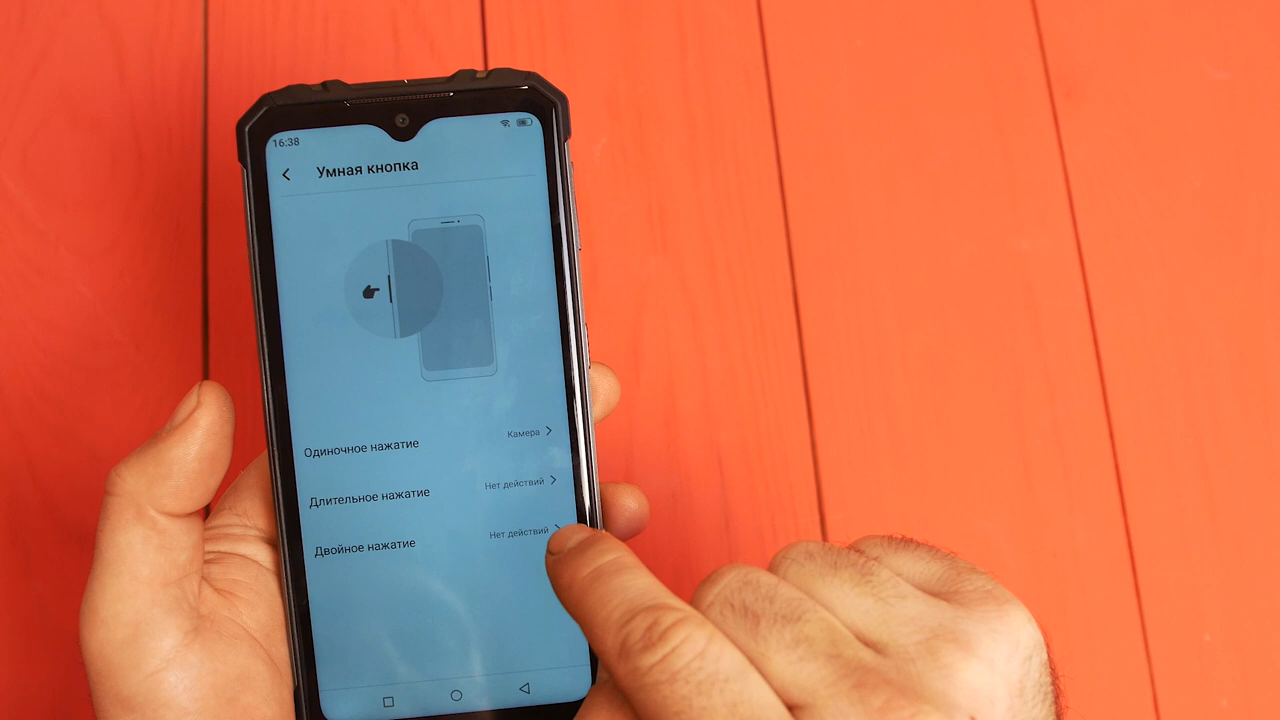 16:38
Умная кнопка
Одиночное нажатие
Камера
Длительное нажатие
Нет действий
Двойное нажатие
Нет действий